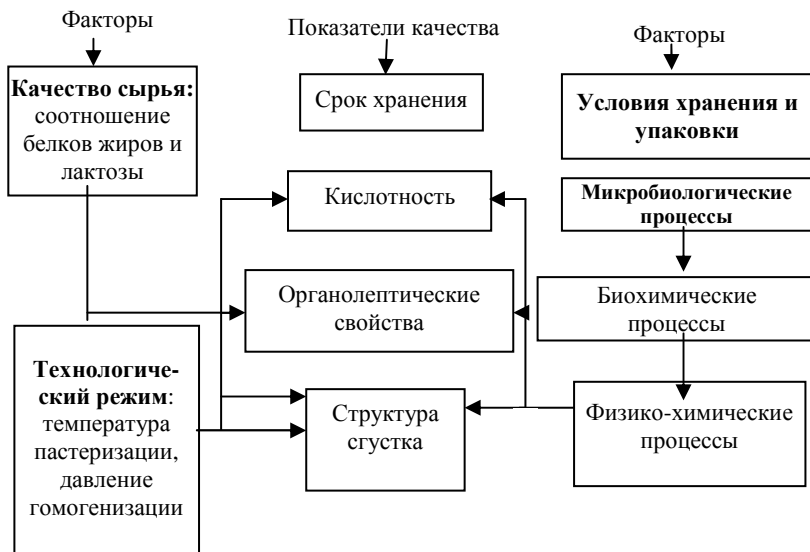 Факторы
Качество сырья:
соотношение
белков жиров и
лактозы
Технологиче-
ский режим:
температура
пастеризации,
давление
гомогенизации
Показатели качества
Срок хранения
Кислотность
Органолептические
свойства
Структура
сгустка
Факторы
Условия хранения и
упаковки
Микробиологические
процессы
Биохимические
процессы
Физико-химические
процессы